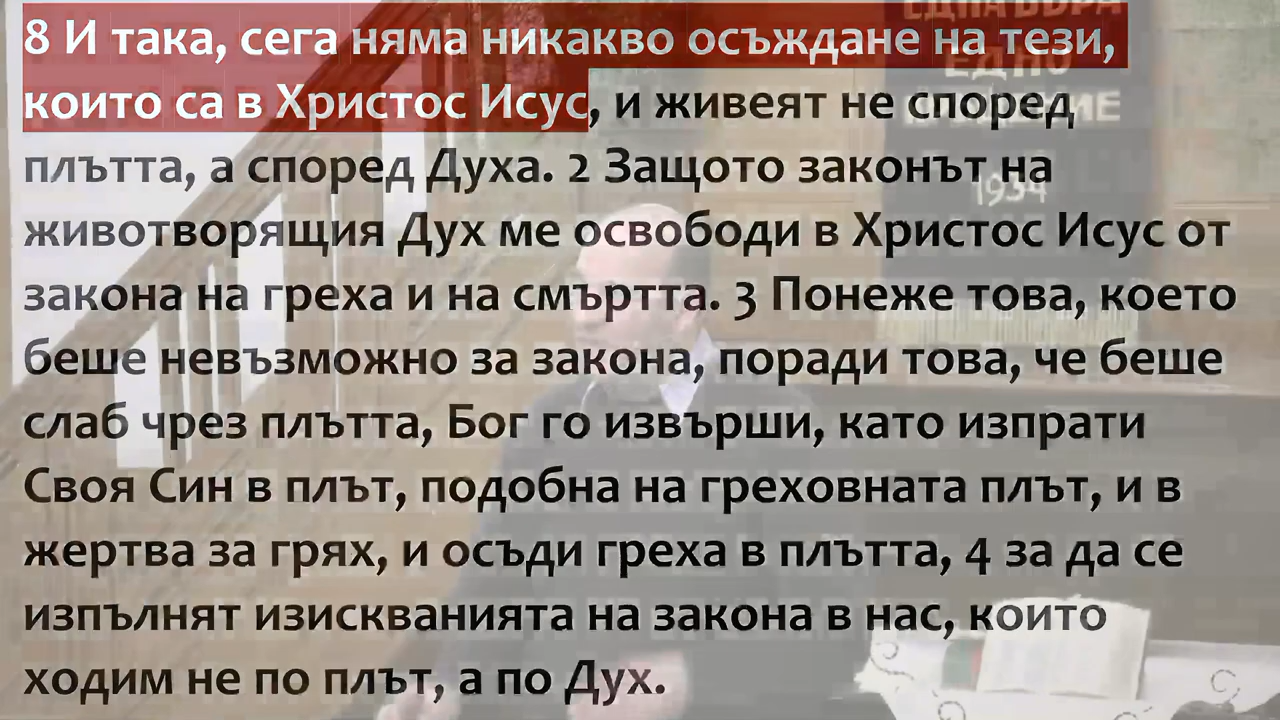 ЕДНА ВЯРА
ЕДНО
1934
8 И така, сега няма никакво осъждане на тези,
които са в Христос Исус, и живеят не според
плътта, а според Духа. 2 Защото законът на
животворящия Дух ме освободи в Христос Исус от
закона на греха и на смъртта. 3 Понеже това, което
беше невъзможно за закона, поради това, че беше
слаб чрез плътта, Бог го извърши, като изпрати
Своя Син в плът, подобна на греховната плът, и в
жертва за грях, и осъди греха в плътта, 4 за да се
изпълнят изискванията на закона в нас, които
ходим не по плът, а по Дух.